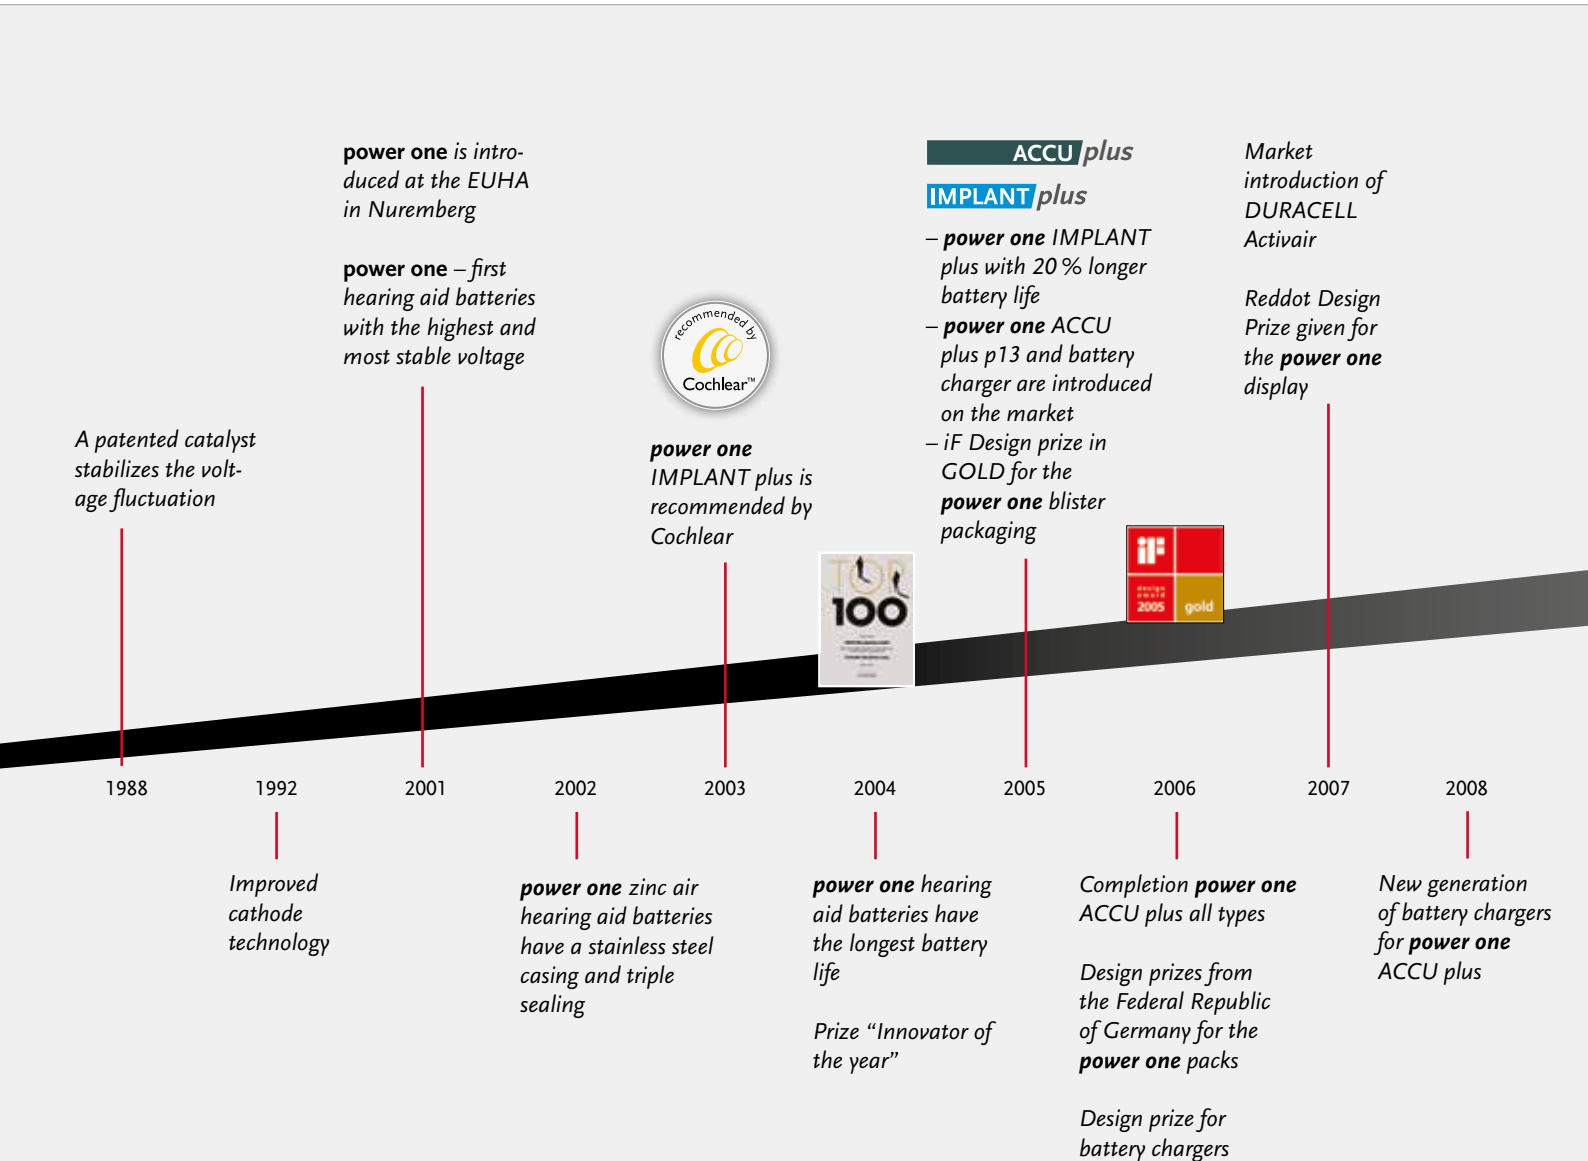 power one is intro-
duced at the EUHA
in Nuremberg
power one – first
hearing aid batteries
with the highest and
most stable voltage
A patented catalyst
stabilizes the volt-
age fluctuation
recommended by
Cochlear™
power one
IMPLANT plus is
recommended by
Cochlear
ACCU plus
IMPLANT plus
– power one IMPLANT
plus with 20 % longer
battery life
– power one ACCU
plus p13 and battery
charger are introduced
on the market
– iF Design prize in
GOLD for the
power one blister
packaging
Market
introduction of
DURACELL
Activair
Reddot Design
Prize given for
the power one
display
TOP
100
iF
design
award
2005
gold
1988
1992
2001
2002
2003
2004
2005
2006
2007
2008
Improved
cathode
technology
power one zinc air
hearing aid batteries
have a stainless steel
casing and triple
sealing
power one hearing
aid batteries have
the longest battery
life
Prize “Innovator of
the year”
Completion power one
ACCU plus all types
Design prizes from
the Federal Republic
of Germany for the
power one packs
Design prize for
battery chargers
New generation
of battery chargers
for power one
ACCU plus